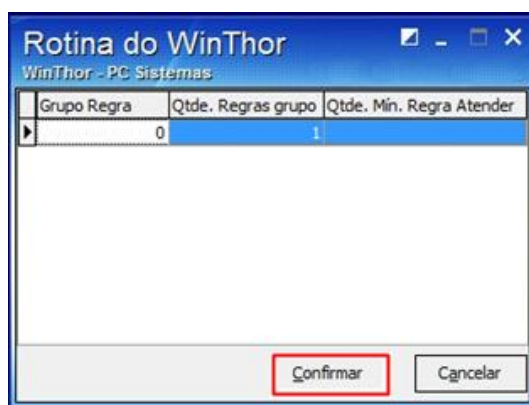 Rotina do WinThor
WinThor - PC Sistemas
Grupo Regra Qtde. Regras grupo Qtde. Mín. Regra Atender
0 1
Confirmar Cancelar